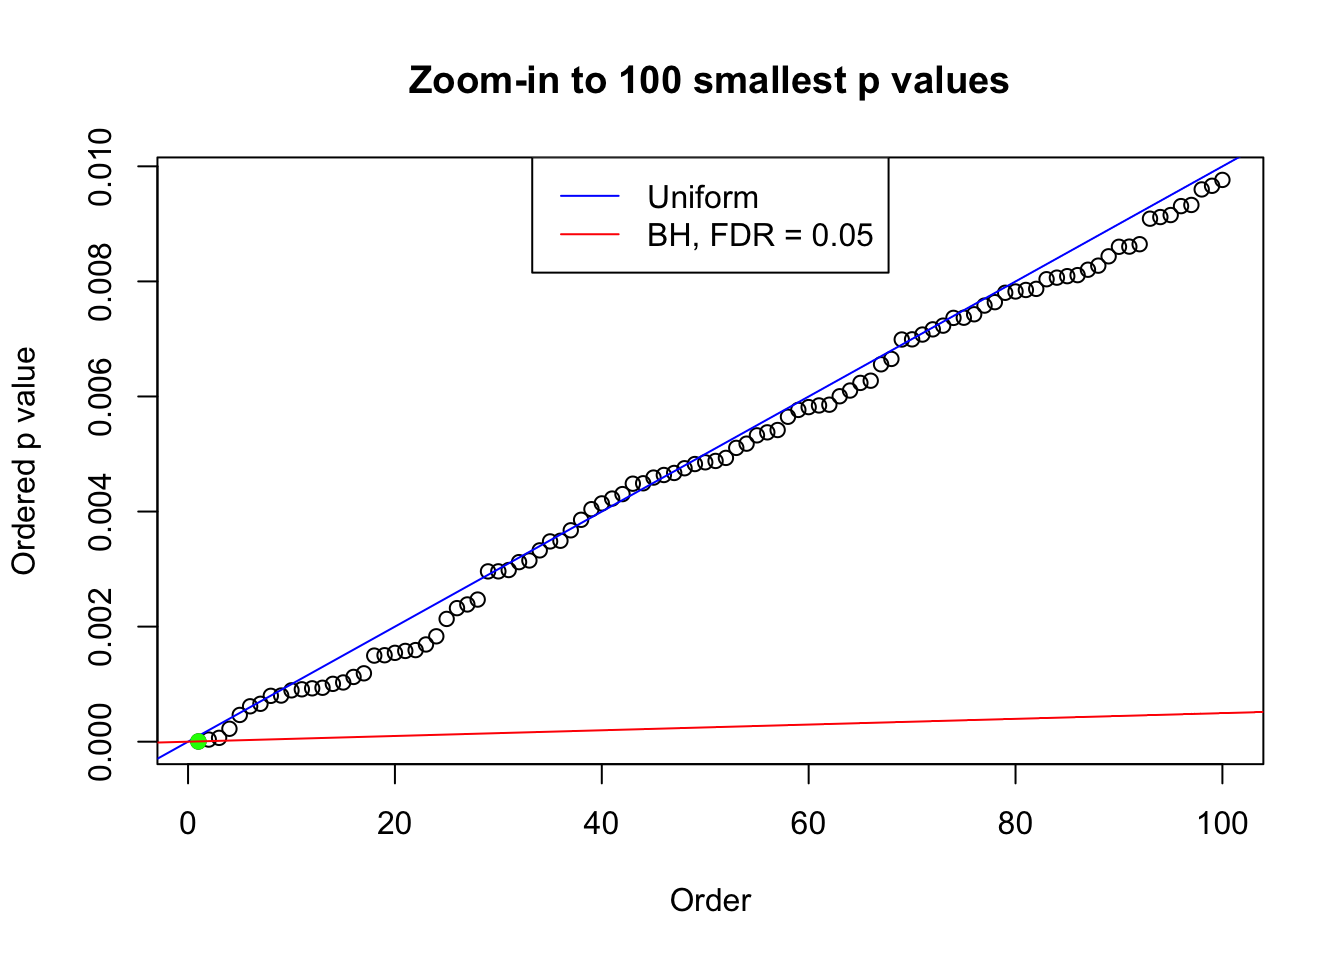 Zoom-in to 100 smallest p values
Uniform
BH, FDR = 0.05
Ordered p value
0.010
0.008
0.006
0.004
0.002
0.000
0 20 40 60 80 100
Order